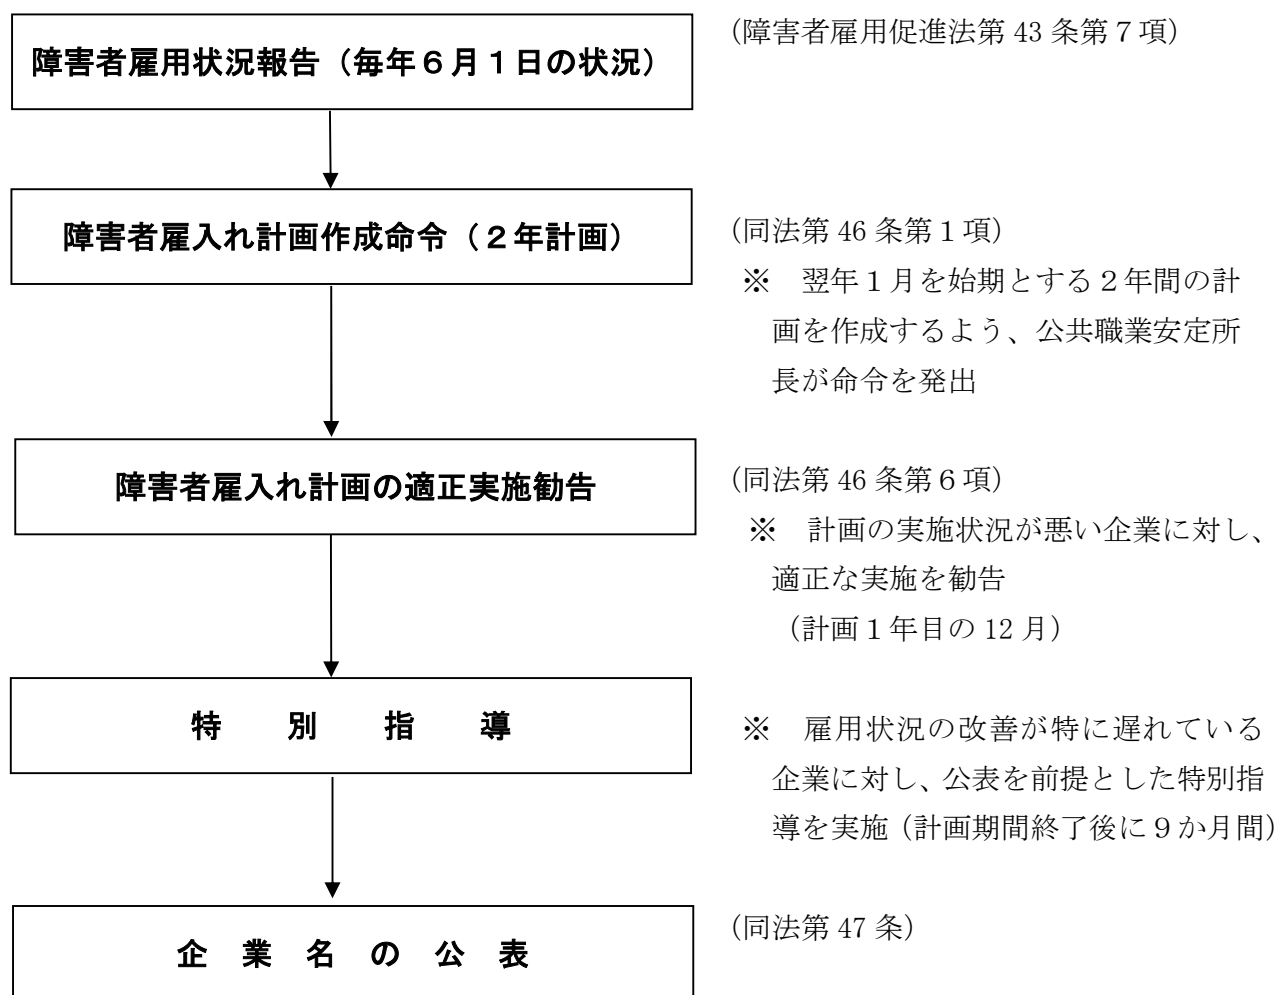 障害者雇用状況報告（毎年６月１日の状況）
（障害者雇用促進法第 43 条第７項）
障害者雇入れ計画作成命令（２年計画）
（同法第 46 条第１項）
※　翌年１月を始期とする２年間の計
画を作成するよう、公共職業安定所
長が命令を発出
障害者雇入れ計画の適正実施勧告
（同法第 46 条第６項）
※　計画の実施状況が悪い企業に対し、
適正な実施を勧告
（計画１年目の 12 月）
特　別　指　導
※　雇用状況の改善が特に遅れている
企業に対し、公表を前提とした特別指
導を実施（計画期間終了後に９か月間）
企　業　名　の　公　表
（同法第 47 条）